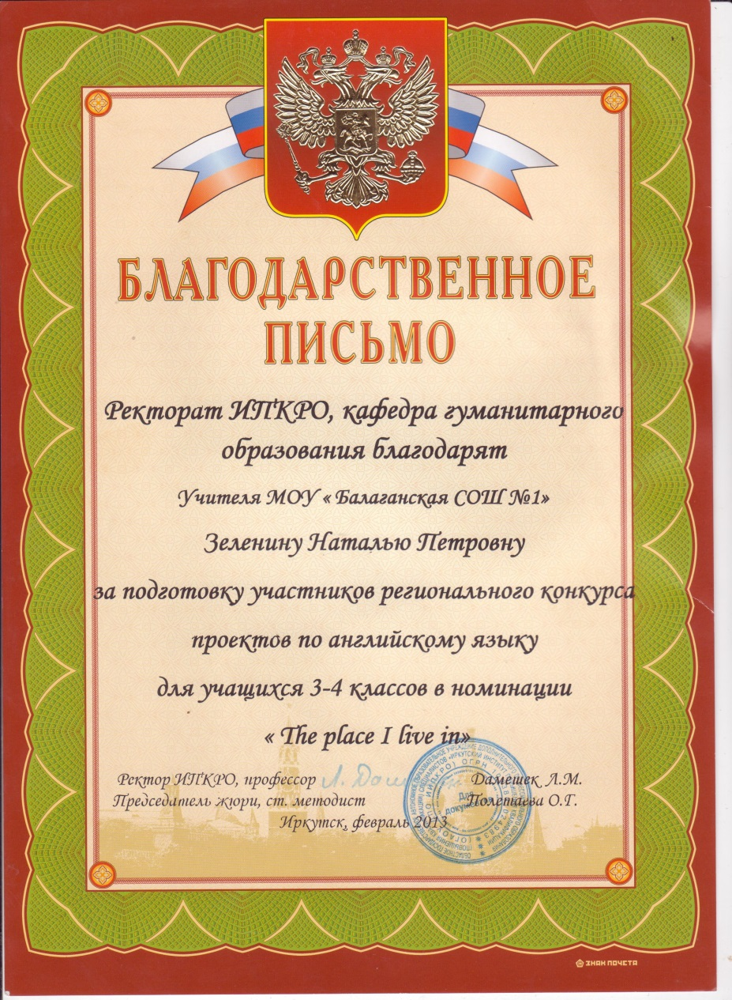 БЛАГОДАРСТВЕННОЕ
ПИСЬМО
Ректорат ИПКРО, кафедра гуманитарного
образования благодарят
Учителя МОУ « Балаганская СОШ №1»
Зеленину Наталью Петровну
за подготовку участников регионального конкурса
проектов по английскому языку
для учащихся 3-4 классов в номинации
« The place I live in»
Ректор ИПКРО, профессор Дамешек Л.М.
Председатель жюри, ст. методист Полетаева О.Г.
Иркутск, февраль 2013
Для
документов
ЗНАК ПОЧЕТА